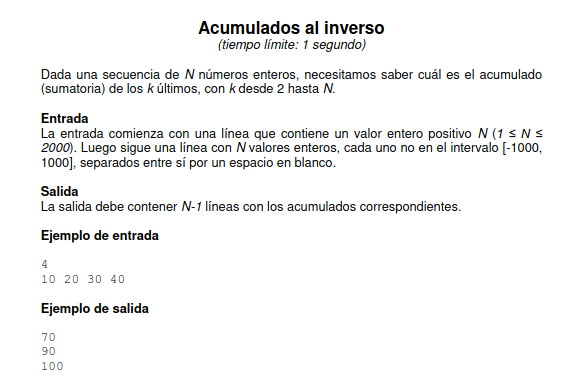 Acumulados al inverso
(tiempo límite: 1 segundo)
Dada una secuencia de N números enteros, necesitamos saber cuál es el acumulado
(sumatoria) de los k últimos, con k desde 2 hasta N.
Entrada
La entrada comienza con una línea que contiene un valor entero positivo N (1 ≤ N ≤
2000). Luego sigue una línea con N valores enteros, cada uno no en el intervalo [-1000,
1000], separados entre sí por un espacio en blanco.
Salida
La salida debe contener N-1 líneas con los acumulados correspondientes.
Ejemplo de entrada
4
10 20 30 40
Ejemplo de salida
70
90
100